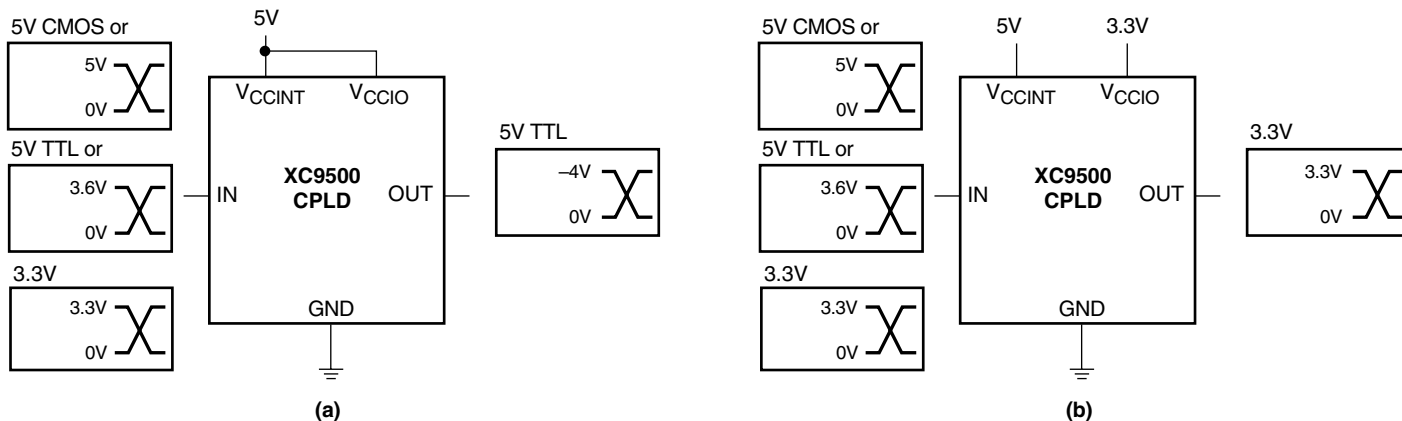 5V CMOS or
5V
0V
5V TTL or
3.6V
0V
3.3V
3.3V
0V
5V
VCCINT
VCCIO
XC9500
CPLD
IN
OUT
GND
5V TTL
–4V
0V
(a)
5V CMOS or
5V
0V
5V TTL or
3.6V
0V
3.3V
3.3V
0V
5V
3.3V
VCCINT
VCCIO
XC9500
CPLD
IN
OUT
GND
3.3V
3.3V
0V
(b)